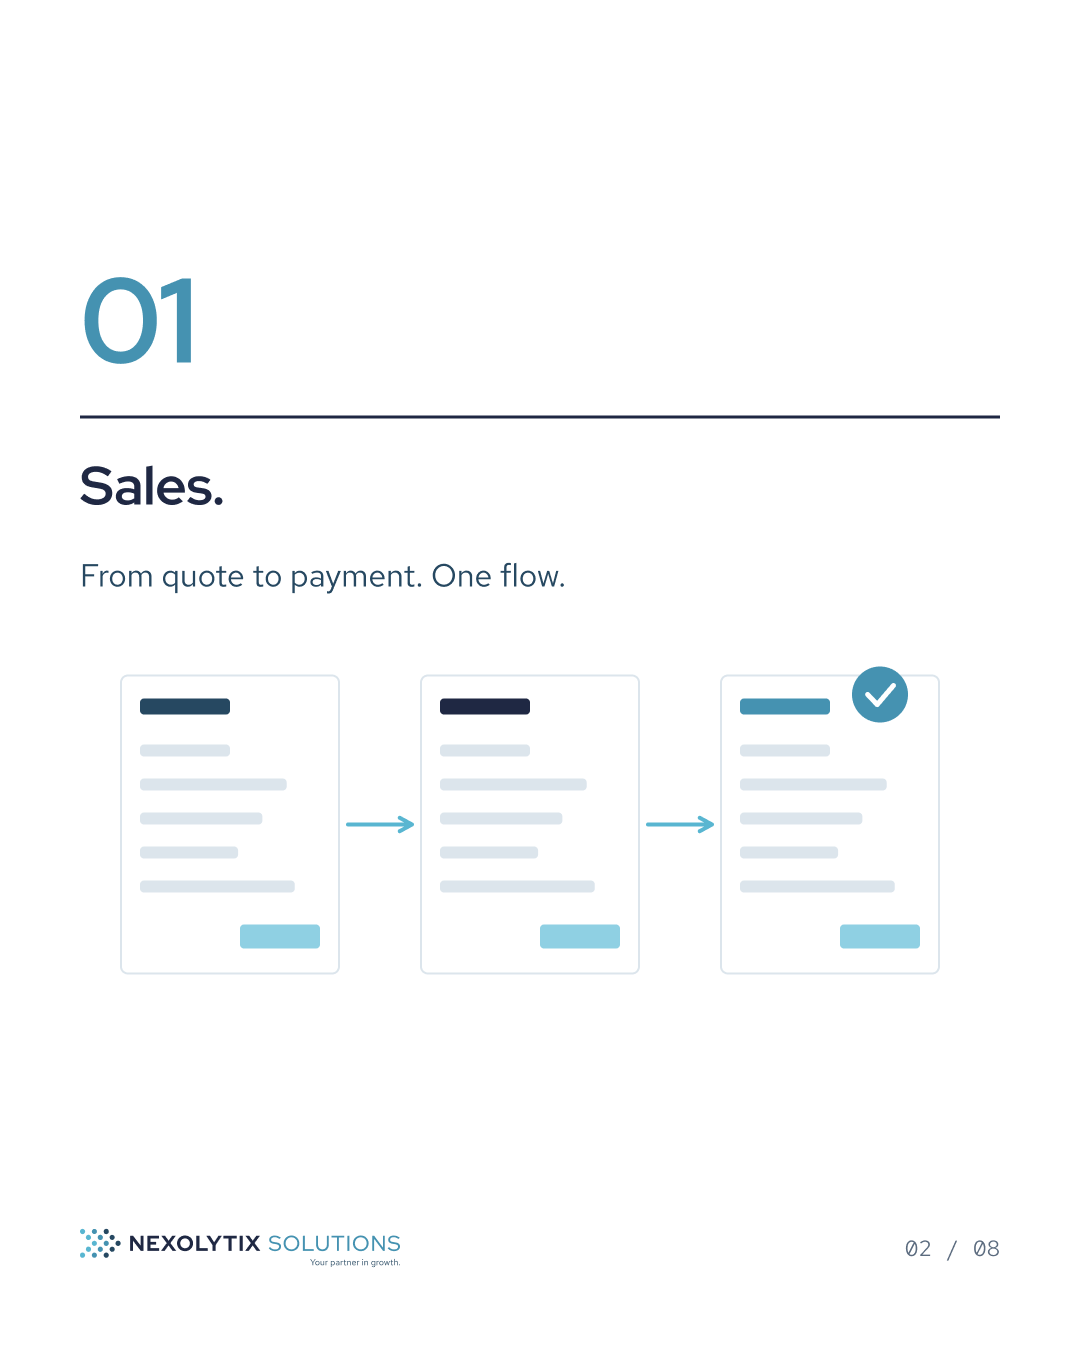 01
Sales.
From quote to payment. One flow.
NEXOLYTIX SOLUTIONS
Your partner in growth.
02 / 08